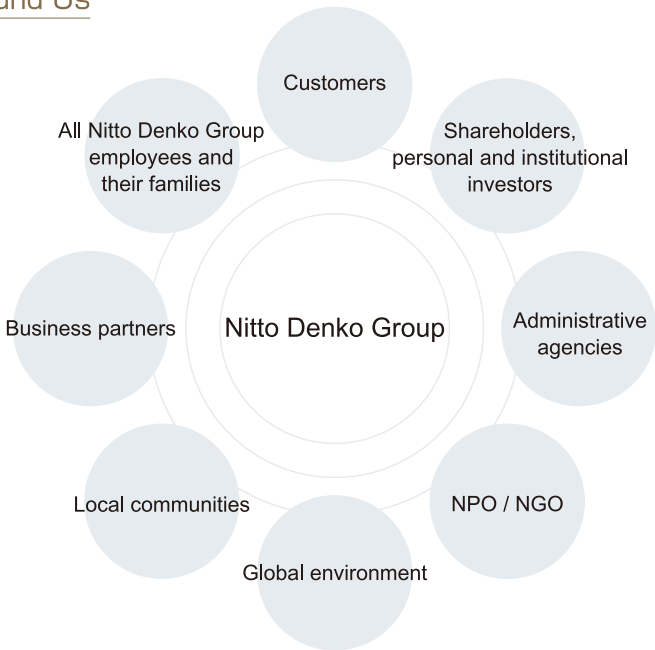 Us
Customers
All Nitto Denko Group
employees and
their families
Shareholders,
personal and institutional
investors
Business partners
Nitto Denko Group
Administrative
agencies
Local communities
NPO / NGO
Global environment